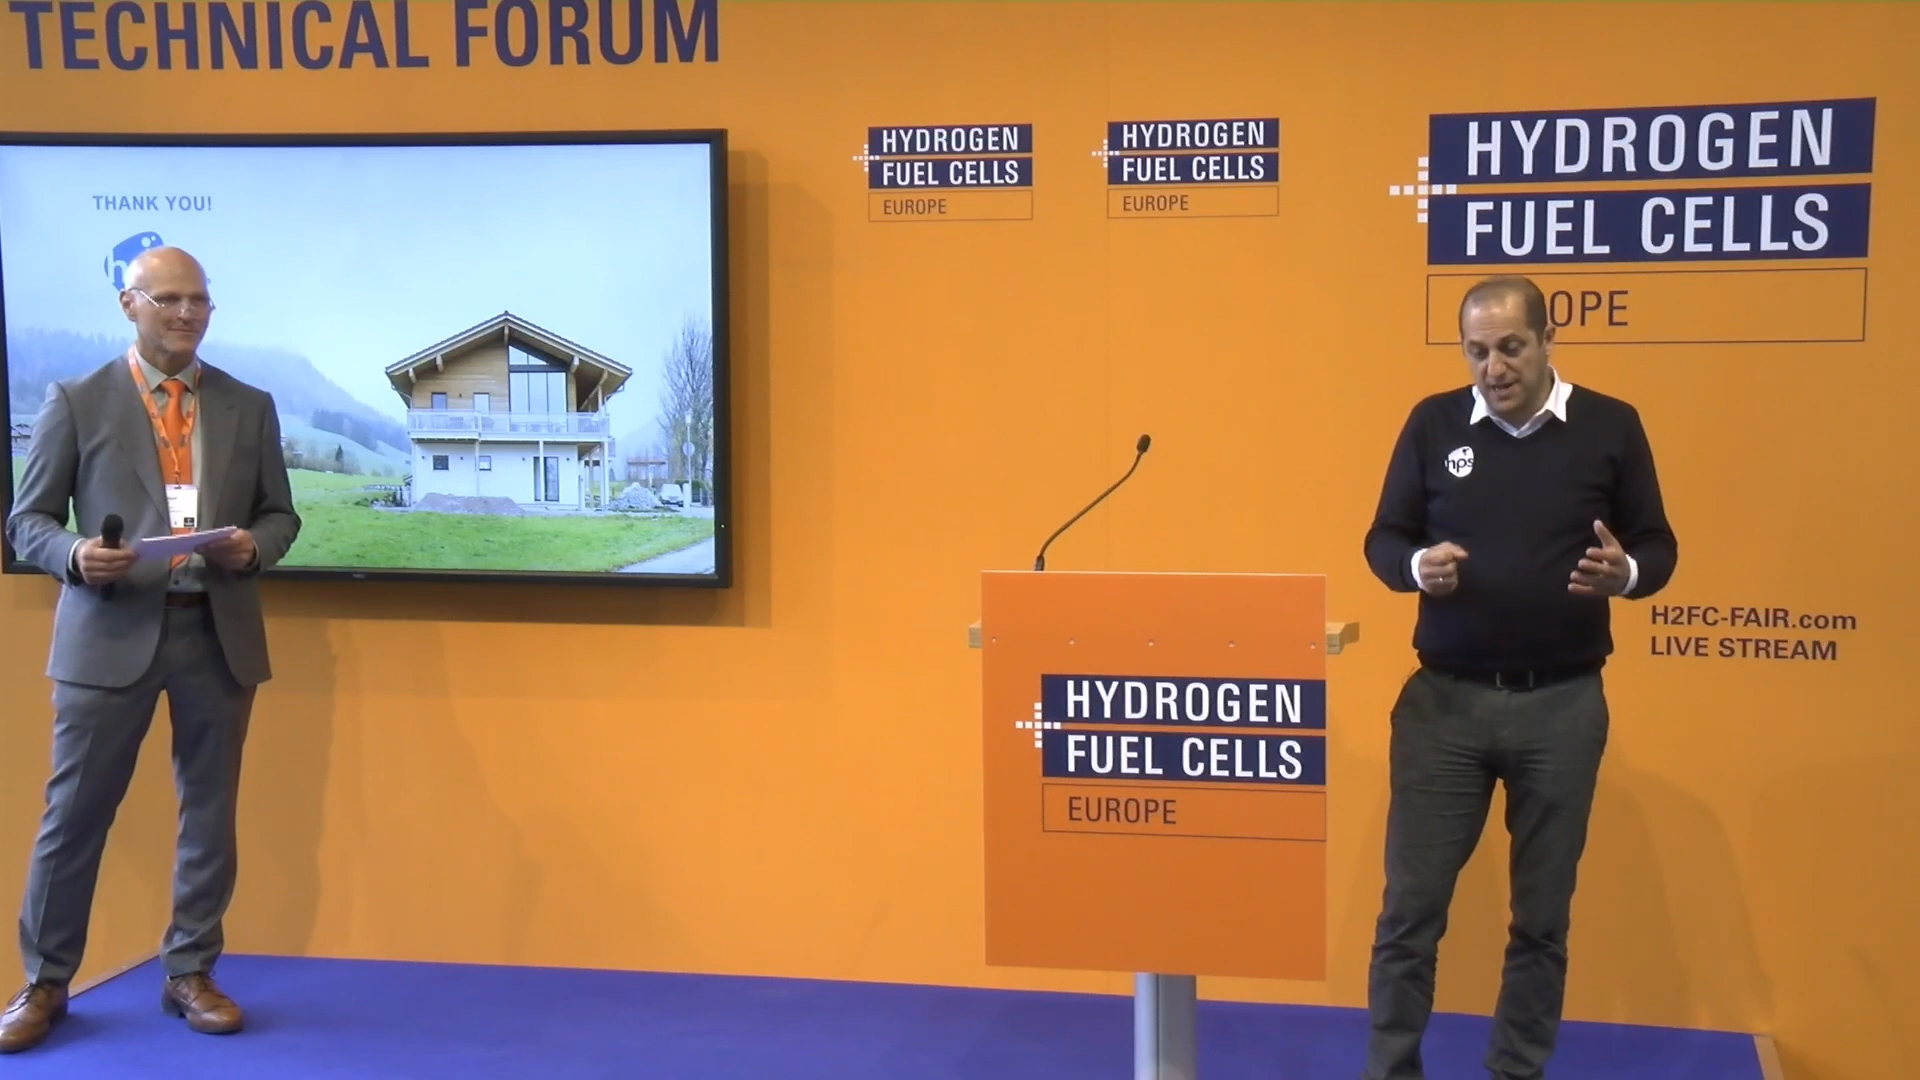 TECHNICAL FORUM
THANK YOU!
HYDROGEN
FUEL CELLS
EUROPE
HYDROGEN
FUEL CELLS
EUROPE
HYDROGEN
FUEL CELLS
OPE
hps
H2FC-FAIR.com
LIVE STREAM
HYDROGEN
FUEL CELLS
EUROPE